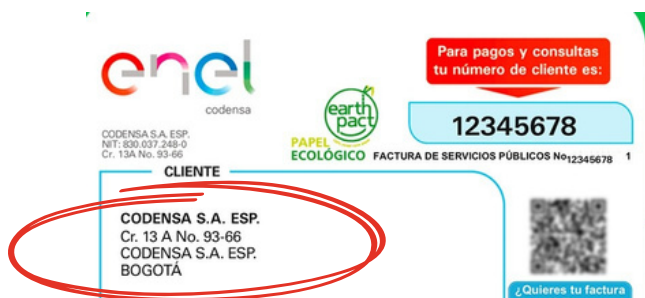 enel
codensa
CODENSA S.A. ESP.
NIT: 830.037.248-0
Cr. 13A No. 93-66
earth
pact
PAPEL
ECOLÓGICO
Para pagos y consultas
tu número de cliente es:
12345678
FACTURA DE SERVICIOS PÚBLICOS No12345678 1
CLIENTE
CODENSA S.A. ESP.
Cr. 13 A No. 93-66
CODENSA S.A. ESP.
BOGOTÁ
¿Quieres tu factura